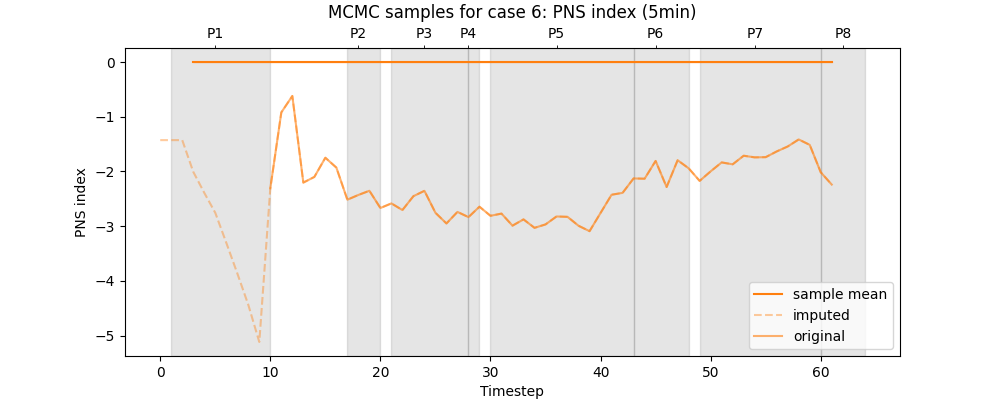 MCMC samples for case 6: PNS index (5min)
P1 P2 P3 P4 P5 P6 P7 P8
0
−1
−2
−3
−4
−5
PNS index
sample mean
imputed
original
0 10 20 30 40 50 60
Timestep